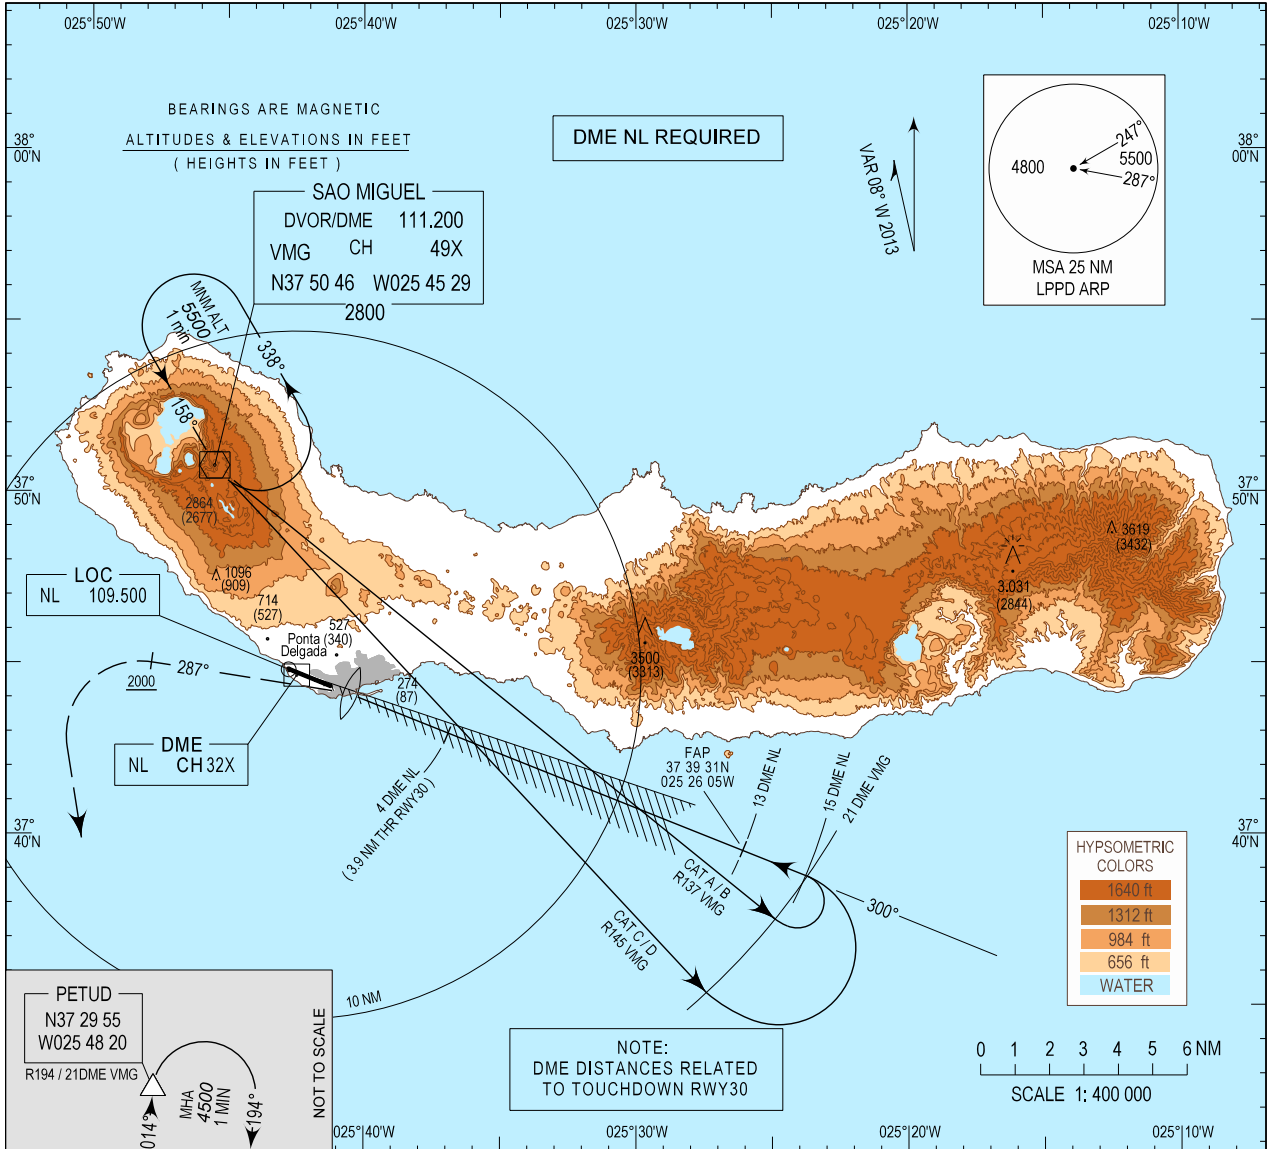 025°50'W
025°40'W
025°30'W
025°20'W
025°10'W
BEARINGS ARE MAGNETIC
ALTITUDES & ELEVATIONS IN FEET
( HEIGHTS IN FEET )
DME NL REQUIRED
VAR 08° W 2013
4800
247°
5500
287°
MSA 25 NM
LPPD ARP
38°
00'N
38°
00'N
SAO MIGUEL
DVOR/DME 111.200
VMG CH 49X
N37 50 46 W025 45 29
2800
MNM ALT
5500
1 min
338°
158°
37°
50'N
37°
50'N
2864
(2677)
1096
(909)
714
(527)
527
(340)
Ponta
Delgada
LOC
NL 109.500
287°
2000
DME
NL CH 32X
274
(87)
3500
(3313)
3.031
(2844)
3619
(3432)
4 DME NL
( 3.9 NM THR RWY30 )
FAP
37 39 31N
025 26 05W
13 DME NL
15 DME NL
21 DME VMG
37°
40'N
37°
40'N
CAT A / B
R137 VMG
CAT C / D
R145 VMG
300°
HYPSOMETRIC
COLORS
1640 ft
1312 ft
984 ft
656 ft
WATER
10 NM
PETUD
N37 29 55
W025 48 20
R194 / 21DME VMG
014°
MHA
4500
1 MIN
194°
NOT TO SCALE
NOTE:
DME DISTANCES RELATED
TO TOUCHDOWN RWY30
0 1 2 3 4 5 6 NM
SCALE 1: 400 000
025°40'W
025°30'W
025°20'W
025°10'W